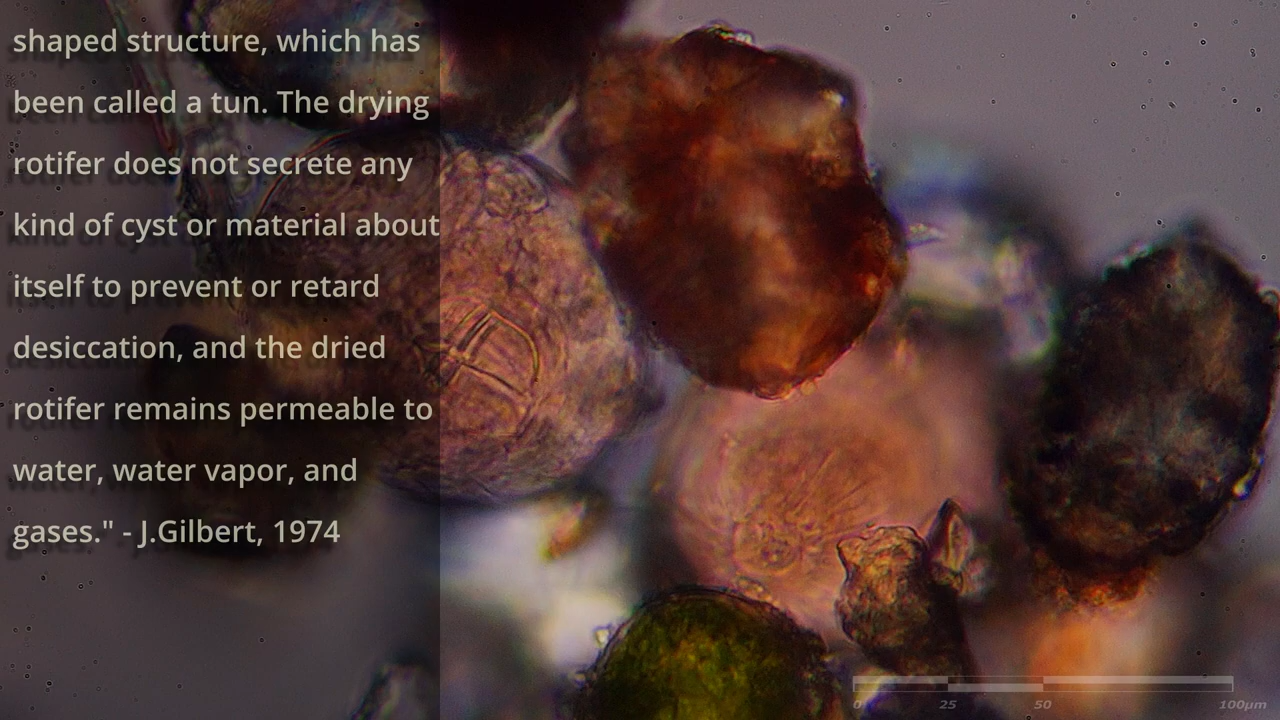 shaped structure, which has
been called a tun. The drying
rotifer does not secrete any
kind of cyst or material about
itself to prevent or retard
desiccation, and the dried
rotifer remains permeable to
water, water vapor, and
gases." - J.Gilbert, 1974
0 25 50 100µm